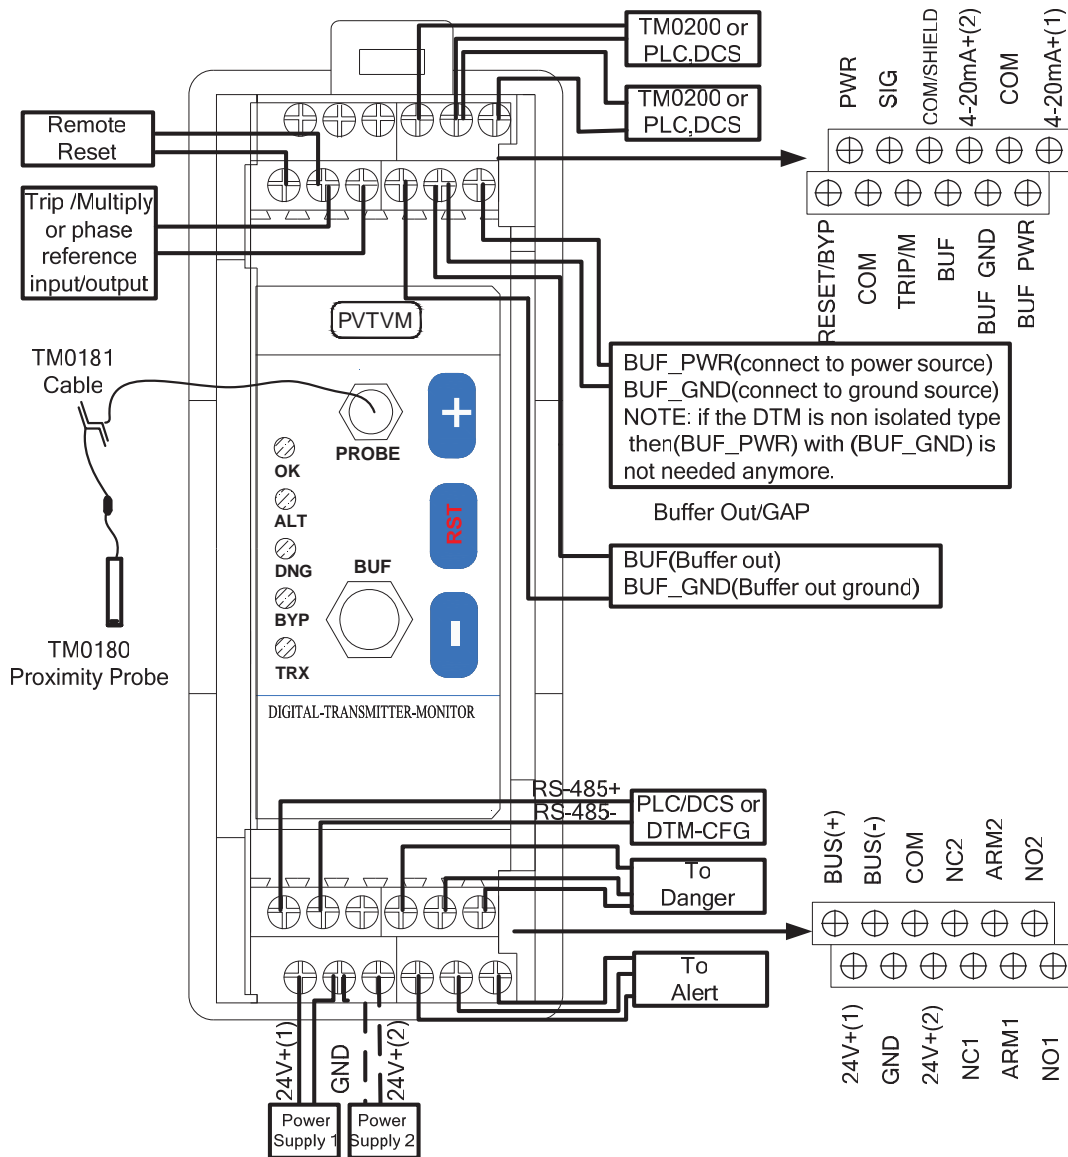 TM0200 or
PLC,DCS
TM0200 or
PLC,DCS
PWR
SIG
COM/SHIELD
4-20mA+(2)
COM
4-20mA+(1)
RESET/BYP
COM
TRIP/M
BUF
BUF GND
BUF PWR
Remote
Reset
Trip /Multiply
or phase
reference
input/output
PVTVM
TM0181
Cable
PROBE
+
OK
ALT
DNG
BYP
TRX
RST
BUF
-
TM0180
Proximity Probe
DIGITAL-TRANSMITTER-MONITOR
BUF_PWR(connect to power source)
BUF_GND(connect to ground source)
NOTE: if the DTM is non isolated type
then(BUF_PWR) with (BUF_GND) is
not needed anymore.
Buffer Out/GAP
BUF(Buffer out)
BUF_GND(Buffer out ground)
RS-485+
RS-485-
PLC/DCS or
DTM-CFG
To
Danger
To
Alert
BUS(+)
BUS(-)
COM
NC2
ARM2
NO2
24V+(1)
GND
24V+(2)
NC1
ARM1
NO1
24V+(1)
GND
24V+(2)
Power
Supply 1
Power
Supply 2